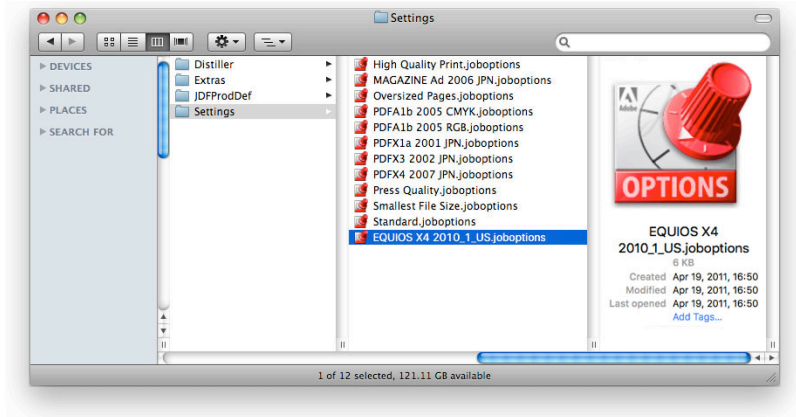 Settings
DEVICES
SHARED
PLACES
SEARCH FOR
Distiller
Extras
JDFProdDef
Settings
High Quality Print.joboptions
MAGAZINE Ad 2006 JPN.joboptions
Oversized Pages.joboptions
PDFA1b 2005 CMYK.joboptions
PDFA1b 2005 RGB.joboptions
PDFX1a 2001 JPN.joboptions
PDFX3 2002 JPN.joboptions
PDFX4 2007 JPN.joboptions
Press Quality.joboptions
Smallest File Size.joboptions
Standard.joboptions
EQUIOS X4 2010_1_US.joboptions
Adobe
OPTIONS
EQUIOS X4
2010_1_US.joboptions
6 KB
Created Apr 19, 2011, 16:50
Modified Apr 19, 2011, 16:50
Last opened Apr 19, 2011, 16:50
Add Tags...
1 of 12 selected, 121.11 GB available